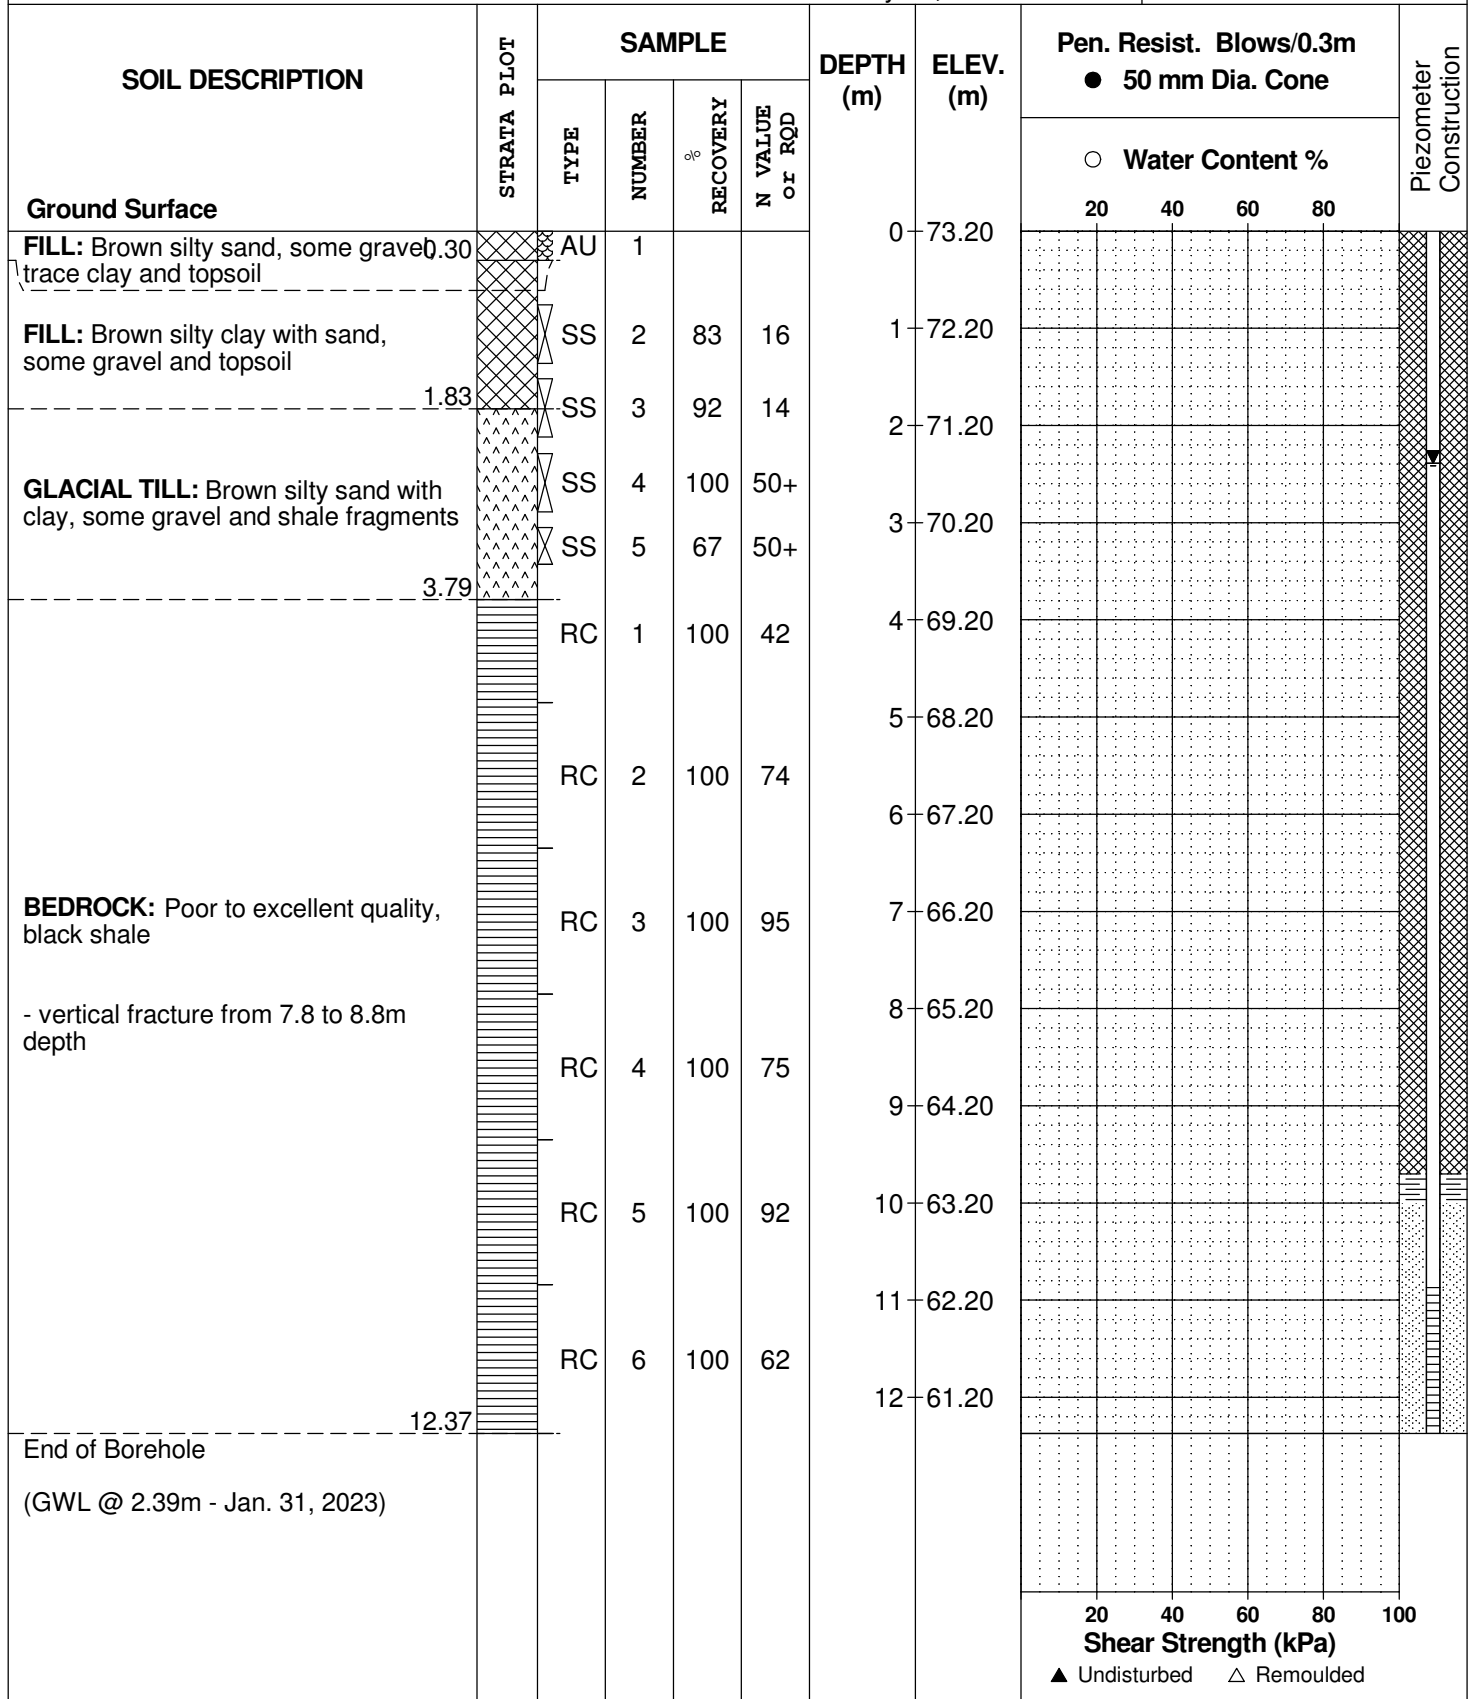 SOIL DESCRIPTION
Ground Surface
STRATA PLOT
SAMPLE
TYPE
NUMBER
%
RECOVERY
N VALUE
or RQD
DEPTH
(m)
ELEV.
(m)
Pen. Resist. Blows/0.3m
● 50 mm Dia. Cone
○ Water Content %
20 40 60 80
Piezometer
Construction
FILL: Brown silty sand, some gravel, 0.30
trace clay and topsoil
FILL: Brown silty clay with sand,
some gravel and topsoil
1.83
GLACIAL TILL: Brown silty sand with
clay, some gravel and shale fragments
3.79
BEDROCK: Poor to excellent quality,
black shale
- vertical fracture from 7.8 to 8.8m
depth
12.37
End of Borehole
(GWL @ 2.39m - Jan. 31, 2023)
AU 1
SS 2 83 16
SS 3 92 14
SS 4 100 50+
SS 5 67 50+
RC 1 100 42
RC 2 100 74
RC 3 100 95
RC 4 100 75
RC 5 100 92
RC 6 100 62
0 73.20
1 72.20
2 71.20
3 70.20
4 69.20
5 68.20
6 67.20
7 66.20
8 65.20
9 64.20
10 63.20
11 62.20
12 61.20
20 40 60 80 100
Shear Strength (kPa)
▲ Undisturbed △ Remoulded